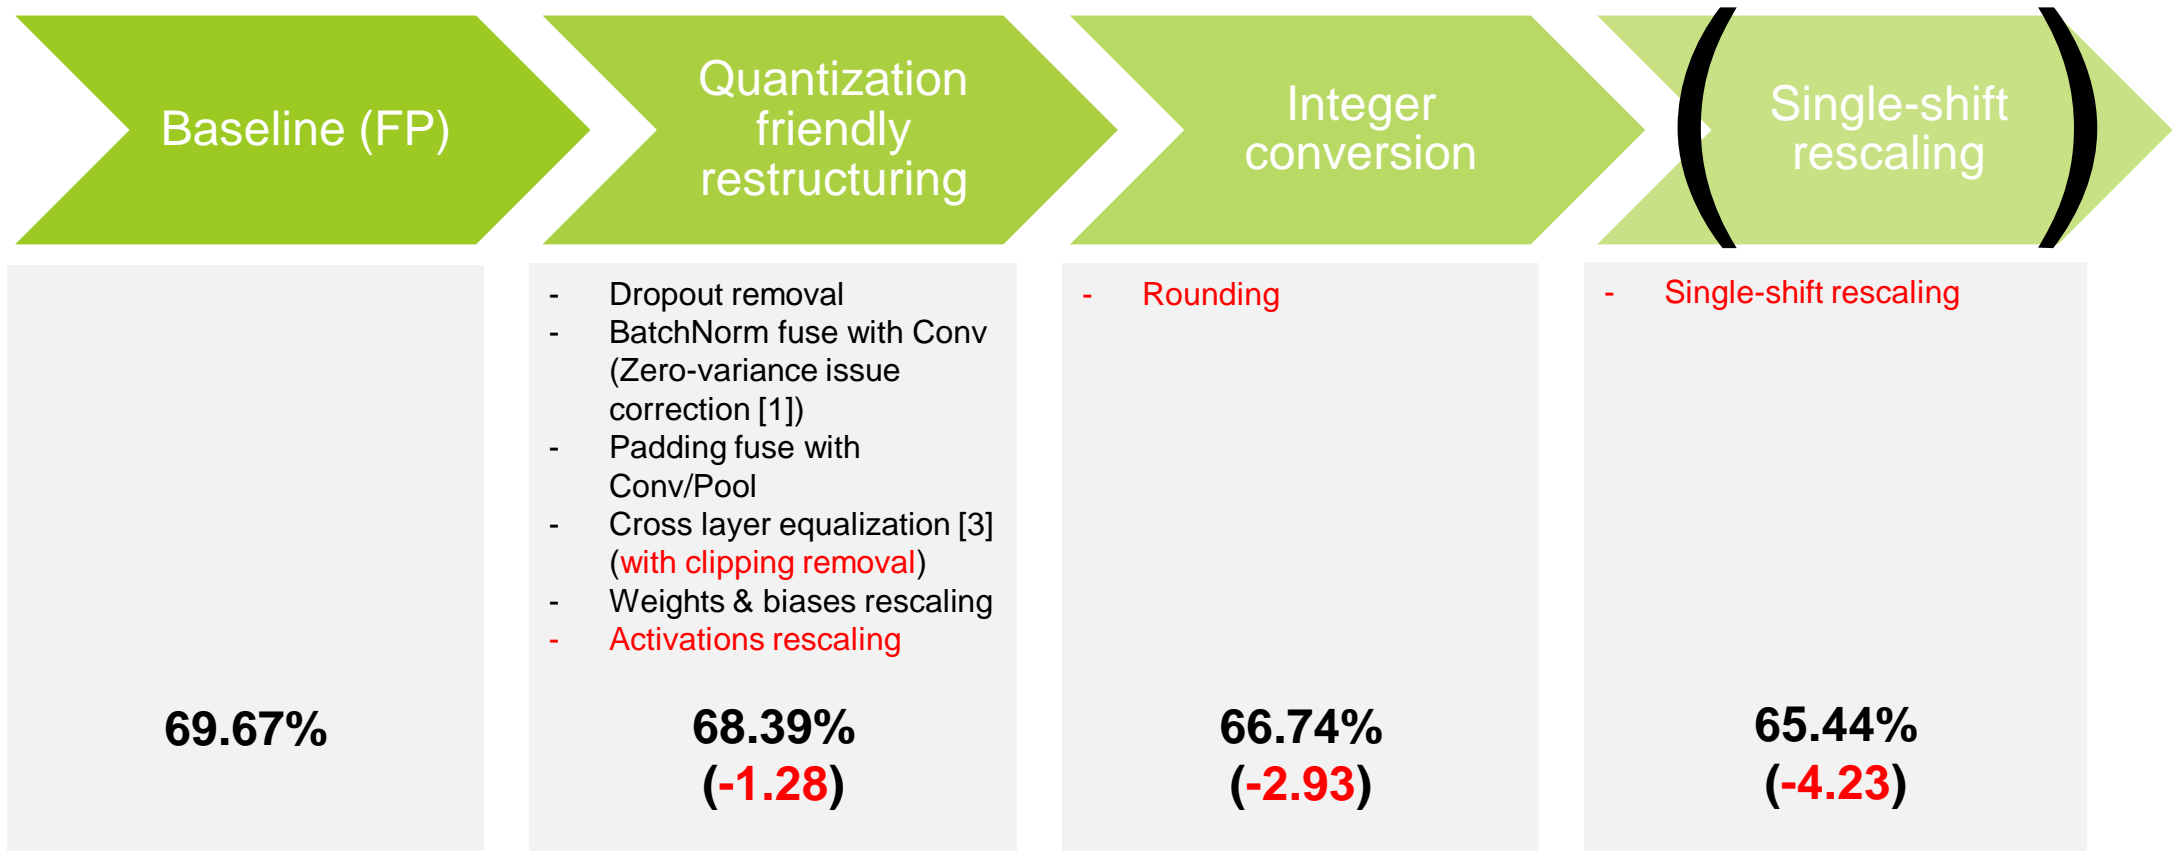 Baseline (FP)
Quantization
friendly
restructuring
Integer
conversion
(
Single-shift
rescaling
)
69.67%
- Dropout removal
- BatchNorm fuse with Conv
(Zero-variance issue
correction [1])
- Padding fuse with
Conv/Pool
- Cross layer equalization [3]
(with clipping removal)
- Weights & biases rescaling
- Activations rescaling
68.39%
(-1.28)
- Rounding
66.74%
(-2.93)
- Single-shift rescaling
65.44%
(-4.23)